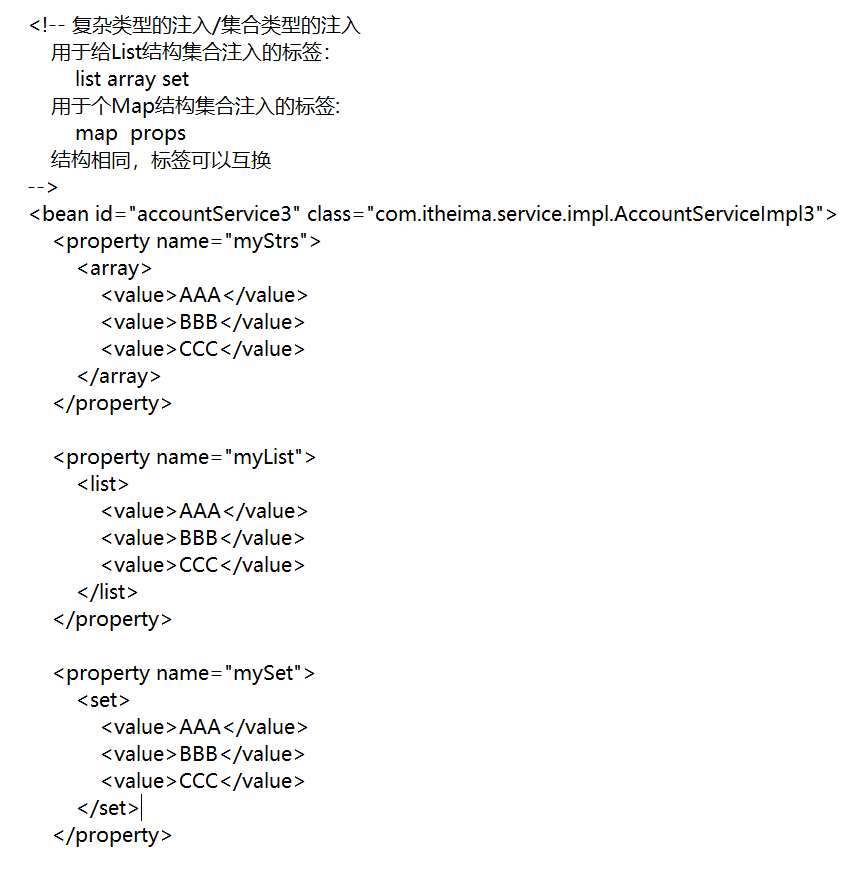 <!-- 复杂类型的注入/集合类型的注入
用于给List结构集合注入的标签：
list array set
用于个Map结构集合注入的标签:
map  props
结构相同，标签可以互换
-->
<bean id="accountService3" class="com.itheima.service.impl.AccountServiceImpl3">
<property name="myStrs">
<array>
<value>AAA</value>
<value>BBB</value>
<value>CCC</value>
</array>
</property>
<property name="myList">
<list>
<value>AAA</value>
<value>BBB</value>
<value>CCC</value>
</list>
</property>
<property name="mySet">
<set>
<value>AAA</value>
<value>BBB</value>
<value>CCC</value>
</set>
</property>